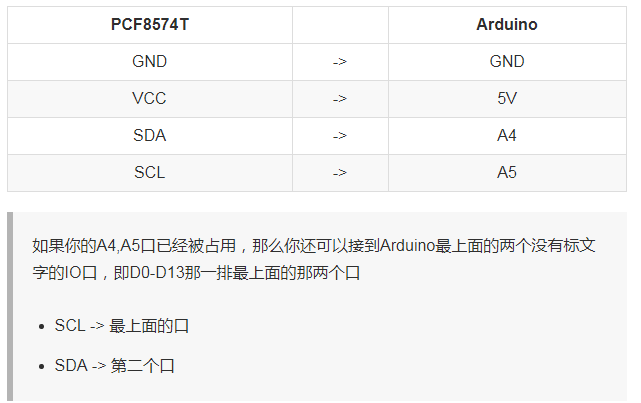 PCF8574T Arduino
GND -> GND
VCC -> 5V
SDA -> A4
SCL -> A5
如果你的A4,A5口已经被占用，那么你还可以接到Arduino最上面的两个没有标文
字的IO口，即D0-D13那一排最上面的那两个口
• SCL -> 最上面的口
• SDA -> 第二个口